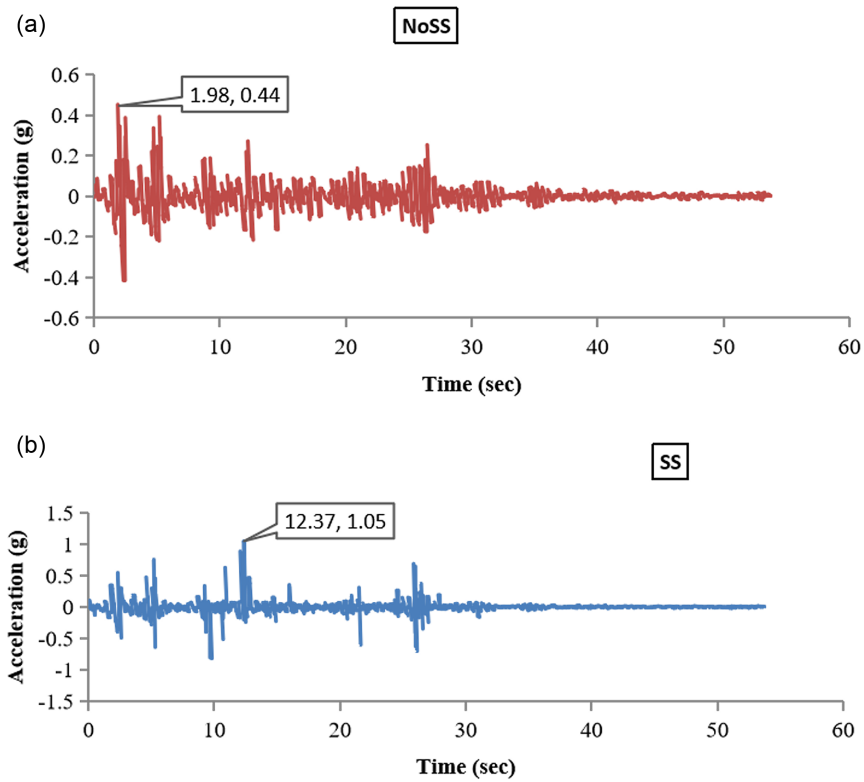 (a)
NoSS
0.6
1.98, 0.44
0.4
0.2
0
-0.2
-0.4
-0.6
Acceleration (g)
0 10 20 30 40 50 60
Time (sec)
(b)
SS
1.5
12.37, 1.05
1
0.5
0
-0.5
-1
-1.5
Acceleration (g)
0 10 20 30 40 50 60
Time (sec)